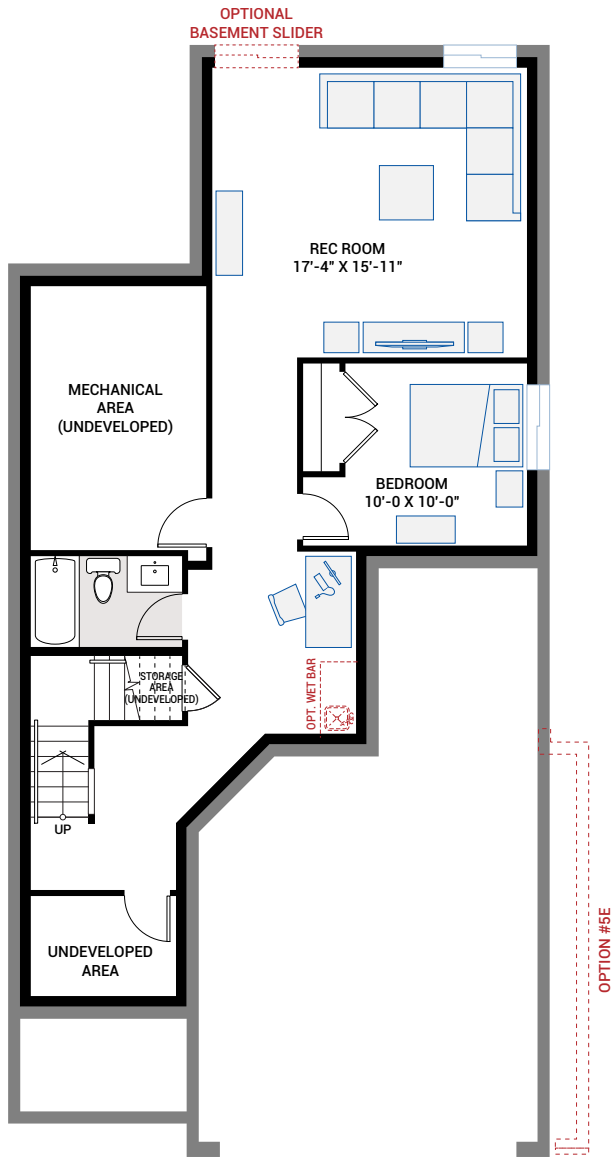 OPTIONAL
BASEMENT SLIDER
REC ROOM
17'-4" X 15'-11"
MECHANICAL
AREA
(UNDEVELOPED)
BEDROOM
10'-0 X 10'-0"
STORAGE
AREA
(UNDEVELOPED)
OPT. WET BAR
UP
UNDEVELOPED
AREA
OPTION #5E